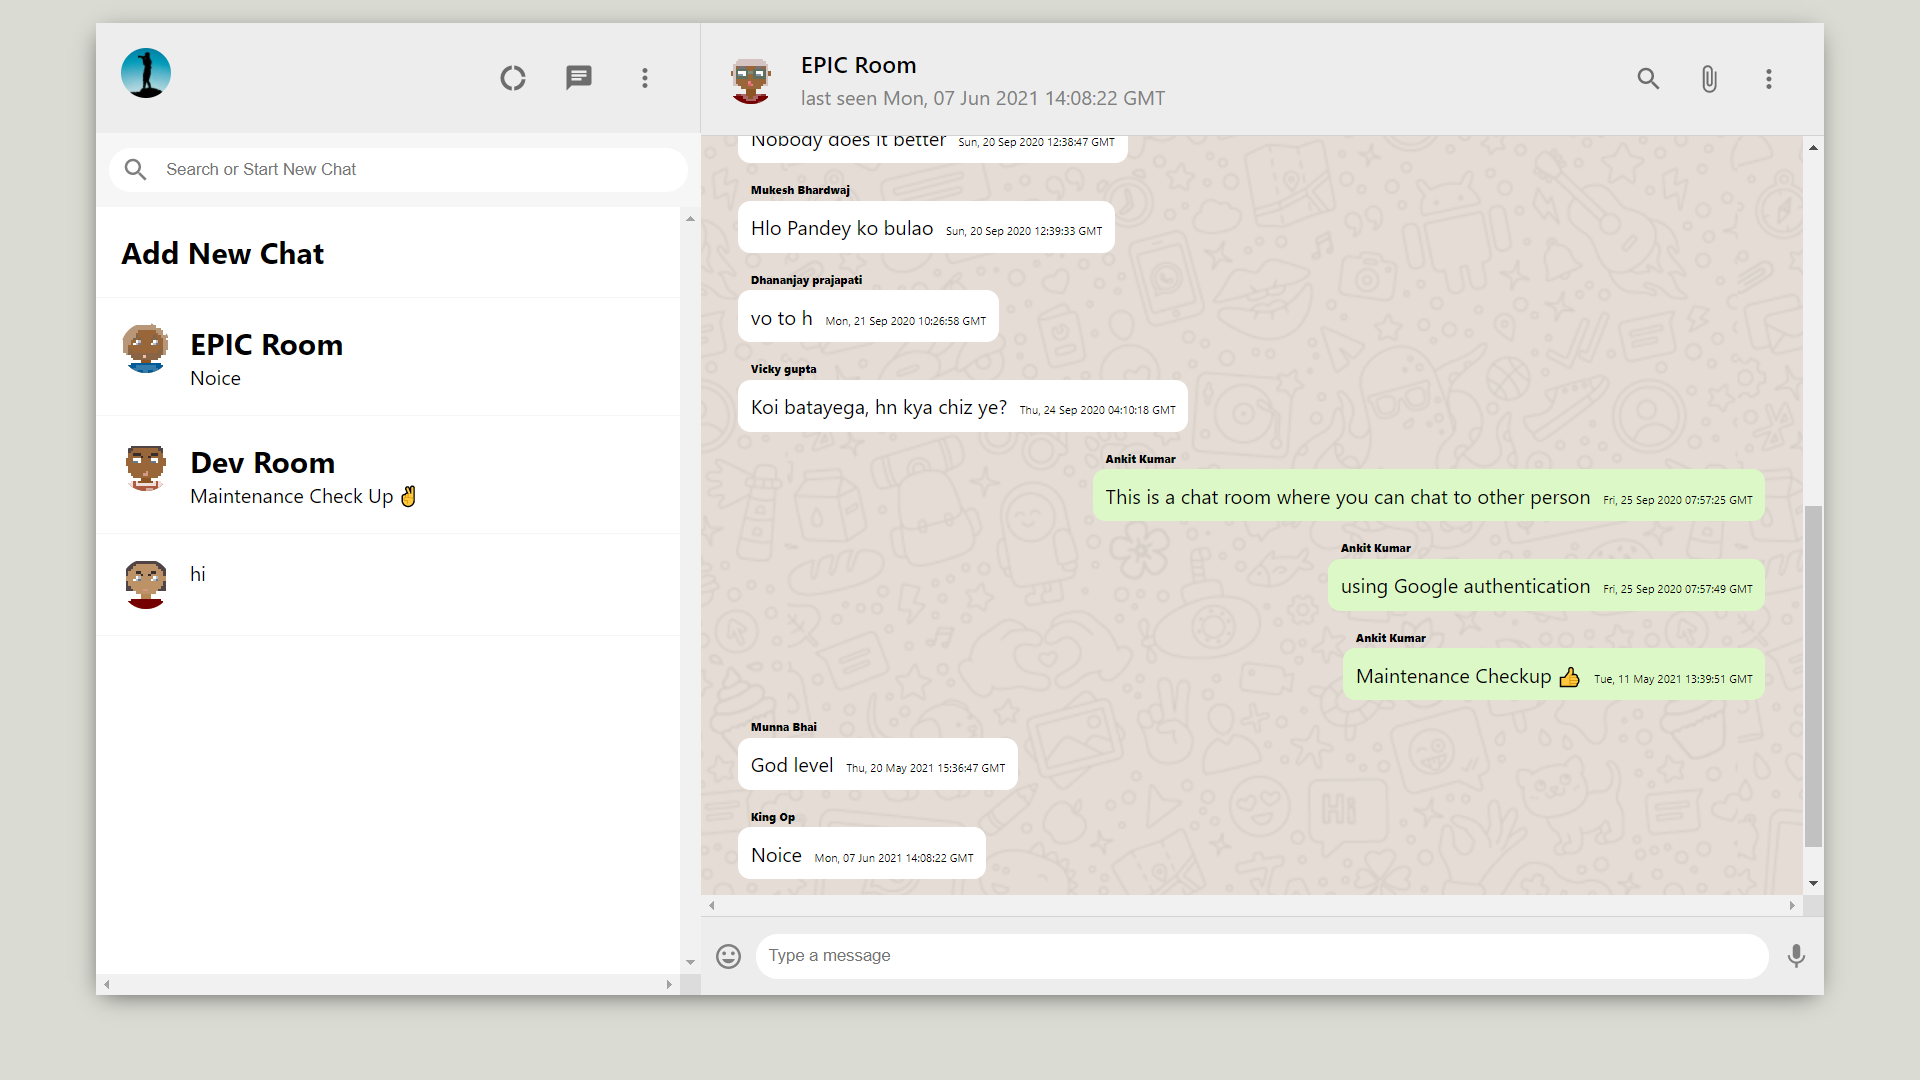 EPIC Room
last seen Mon, 07 Jun 2021 14:08:22 GMT
Search or Start New Chat
Add New Chat
EPIC Room
Noice
Dev Room
Maintenance Check Up ✌
hi
Nobody does it better Sun, 20 Sep 2020 12:38:47 GMT
Mukesh Bhardwaj
Hlo Pandey ko bulao Sun, 20 Sep 2020 12:39:33 GMT
Dhananjay prajapati
vo to h Mon, 21 Sep 2020 10:26:58 GMT
Vicky gupta
Koi batayega, hn kya chiz ye? Thu, 24 Sep 2020 04:10:18 GMT
Ankit Kumar
This is a chat room where you can chat to other person Fri, 25 Sep 2020 07:57:25 GMT
Ankit Kumar
using Google authentication Fri, 25 Sep 2020 07:57:49 GMT
Ankit Kumar
Maintenance Checkup 👍 Tue, 11 May 2021 13:39:51 GMT
Munna Bhai
God level Thu, 20 May 2021 15:36:47 GMT
King Op
Noice Mon, 07 Jun 2021 14:08:22 GMT
Hi
Type a message